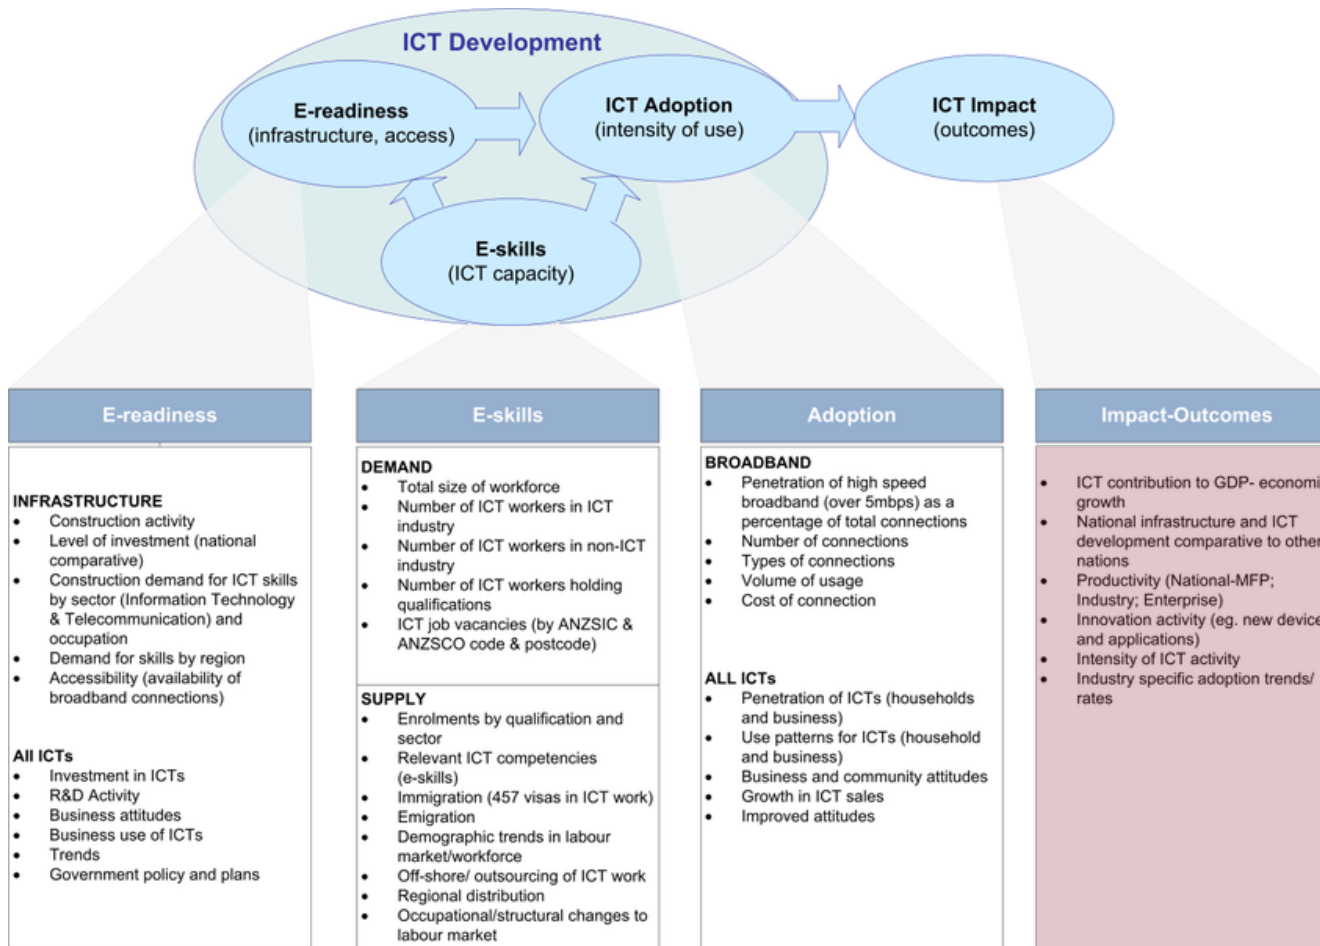 ICT Development
E-readiness
(infrastructure, access)
ICT Adoption
(intensity of use)
ICT Impact
(outcomes)
E-skills
(ICT capacity)
E-readiness
INFRASTRUCTURE
• Construction activity
• Level of investment (national
comparative)
• Construction demand for ICT skills
by sector (Information Technology
& Telecommunication) and
occupation
• Demand for skills by region
• Accessibility (availability of
broadband connections)
All ICTs
• Investment in ICTs
• R&D Activity
• Business attitudes
• Business use of ICTs
• Trends
• Government policy and plans
E-skills
DEMAND
• Total size of workforce
• Number of ICT workers in ICT
industry
• Number of ICT workers in non-ICT
industry
• Number of ICT workers holding
qualifications
• ICT job vacancies (by ANZSIC &
ANZSCO code & postcode)
SUPPLY
• Enrolments by qualification and
sector
• Relevant ICT competencies
(e-skills)
• Immigration (457 visas in ICT work)
• Emigration
• Demographic trends in labour
market/workforce
• Off-shore/ outsourcing of ICT work
• Regional distribution
• Occupational/structural changes to
labour market
Adoption
BROADBAND
• Penetration of high speed
broadband (over 5mbps) as a
percentage of total connections
• Number of connections
• Types of connections
• Volume of usage
• Cost of connection
ALL ICTs
• Penetration of ICTs (households
and business)
• Use patterns for ICTs (household
and business)
• Business and community attitudes
• Growth in ICT sales
• Improved attitudes
Impact-Outcomes
• ICT contribution to GDP- economi
growth
• National infrastructure and ICT
development comparative to other
nations
• Productivity (National-MFP;
Industry; Enterprise)
• Innovation activity (eg. new device
and applications)
• Intensity of ICT activity
• Industry specific adoption trends/
rates